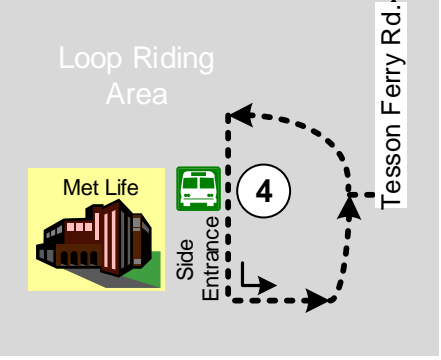 Loop Riding
Area
Tesson Ferry Rd.
Met Life
4
Side
Entrance